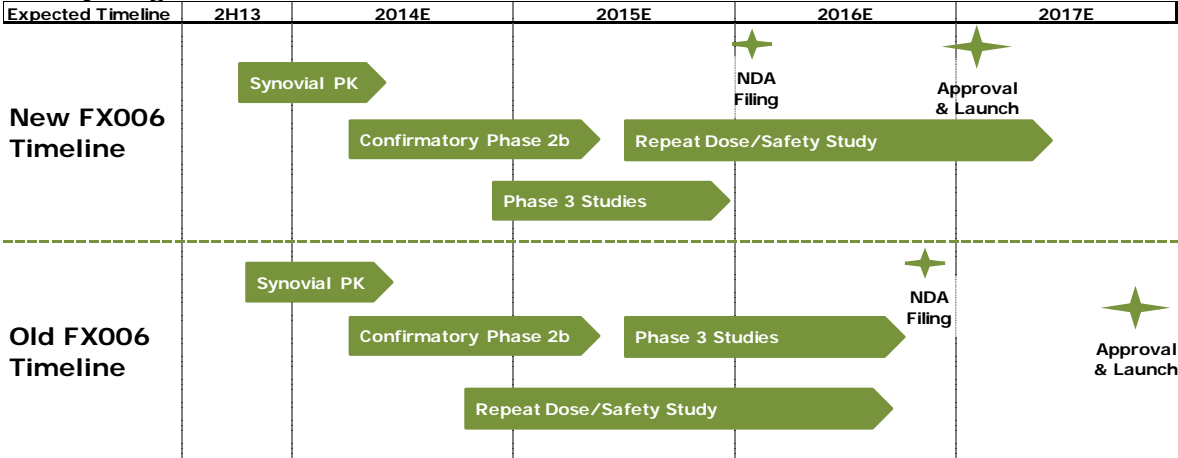 Expected Timeline 2H13 2014E 2015E 2016E 2017E
New FX006
Timeline
Synovial PK
NDA
Filing
Approval
& Launch
Confirmatory Phase 2b
Repeat Dose/Safety Study
Phase 3 Studies
Old FX006
Timeline
Synovial PK
NDA
Filing
Confirmatory Phase 2b
Phase 3 Studies
Approval
& Launch
Repeat Dose/Safety Study